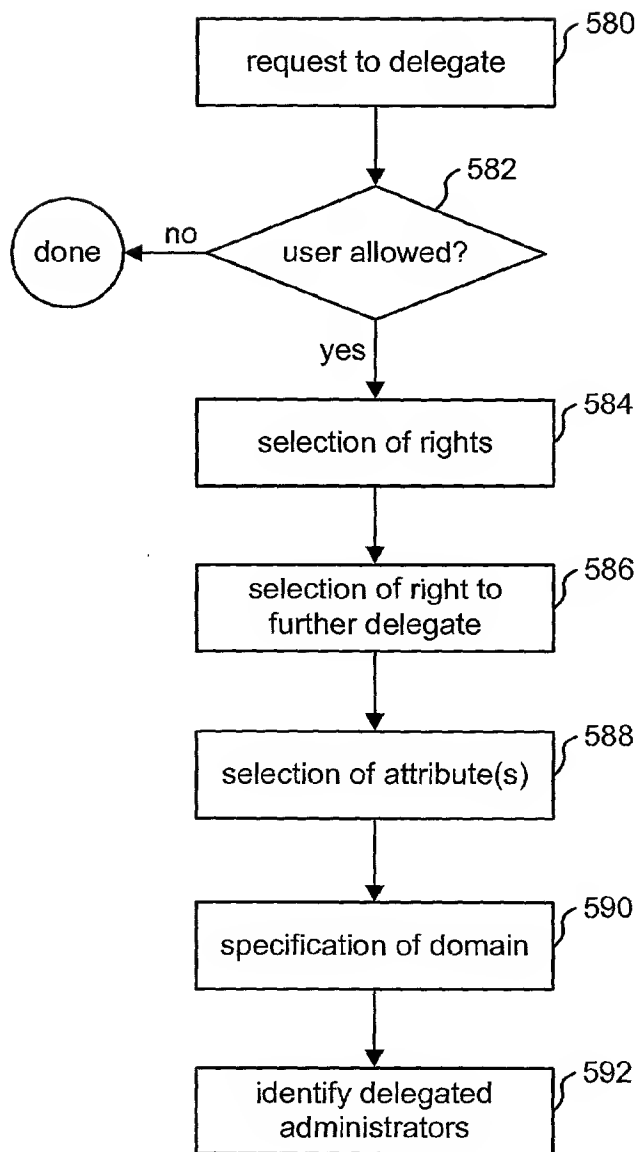 request to delegate
580
582
done
no
user allowed?
yes
584
selection of rights
586
selection of right to
further delegate
588
selection of attribute(s)
590
specification of domain
592
identify delegated
administrators